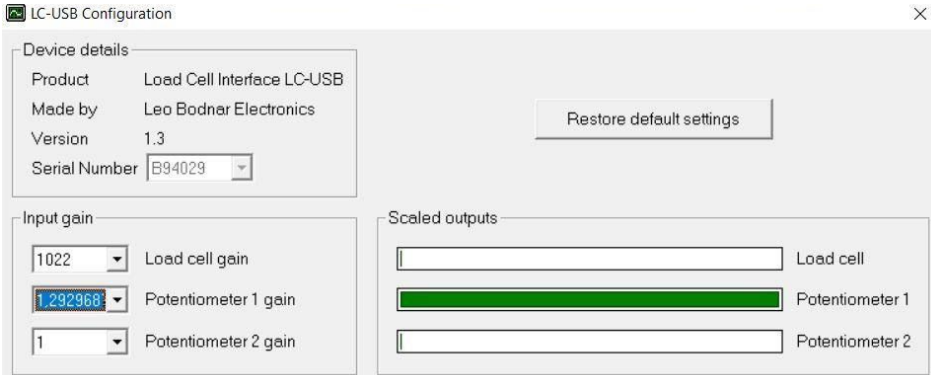 LC-USB Configuration
Device details
Product Load Cell Interface LC-USB
Made by Leo Bodnar Electronics
Version 1.3
Serial Number B94029
Restore default settings
Input gain
1022 Load cell gain
1,292968 Potentiometer 1 gain
1 Potentiometer 2 gain
Scaled outputs
Load cell
Potentiometer 1
Potentiometer 2